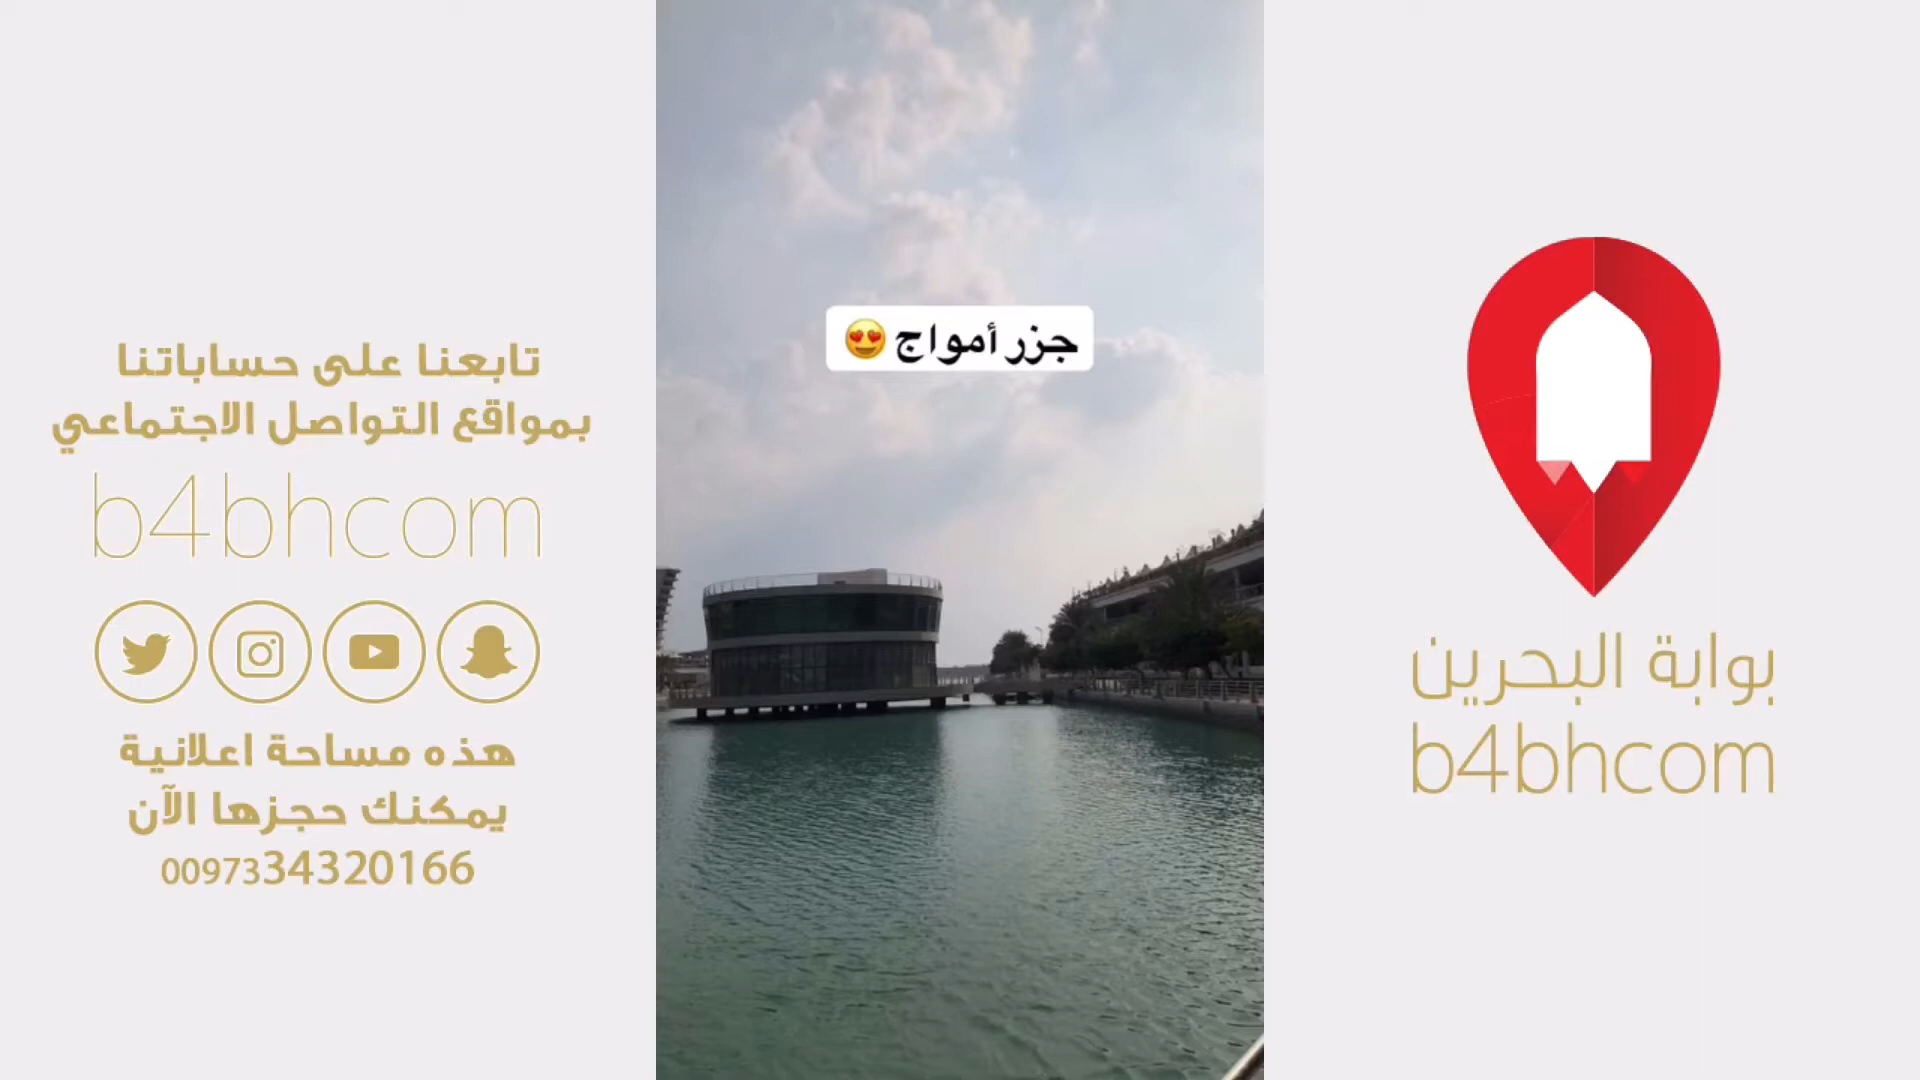 تابعنا على حساباتنا
بمواقع التواصل الاجتماعي
b4bhcom
هذه مساحة اعلانية
يمكنك حجزها الآن
0097334320166
جزر أمواج 😍
بوابة البحرين
b4bhcom